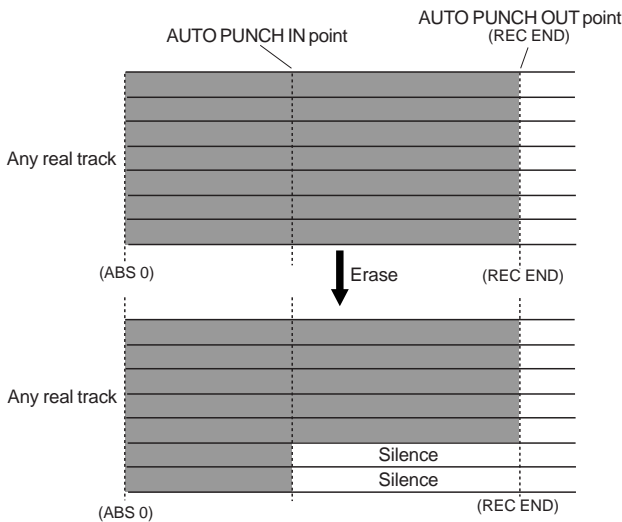 AUTO PUNCH OUT point
(REC END)
AUTO PUNCH IN point
Any real track
(ABS 0)
Erase
(REC END)
Any real track
Silence
Silence
(ABS 0)
(REC END)